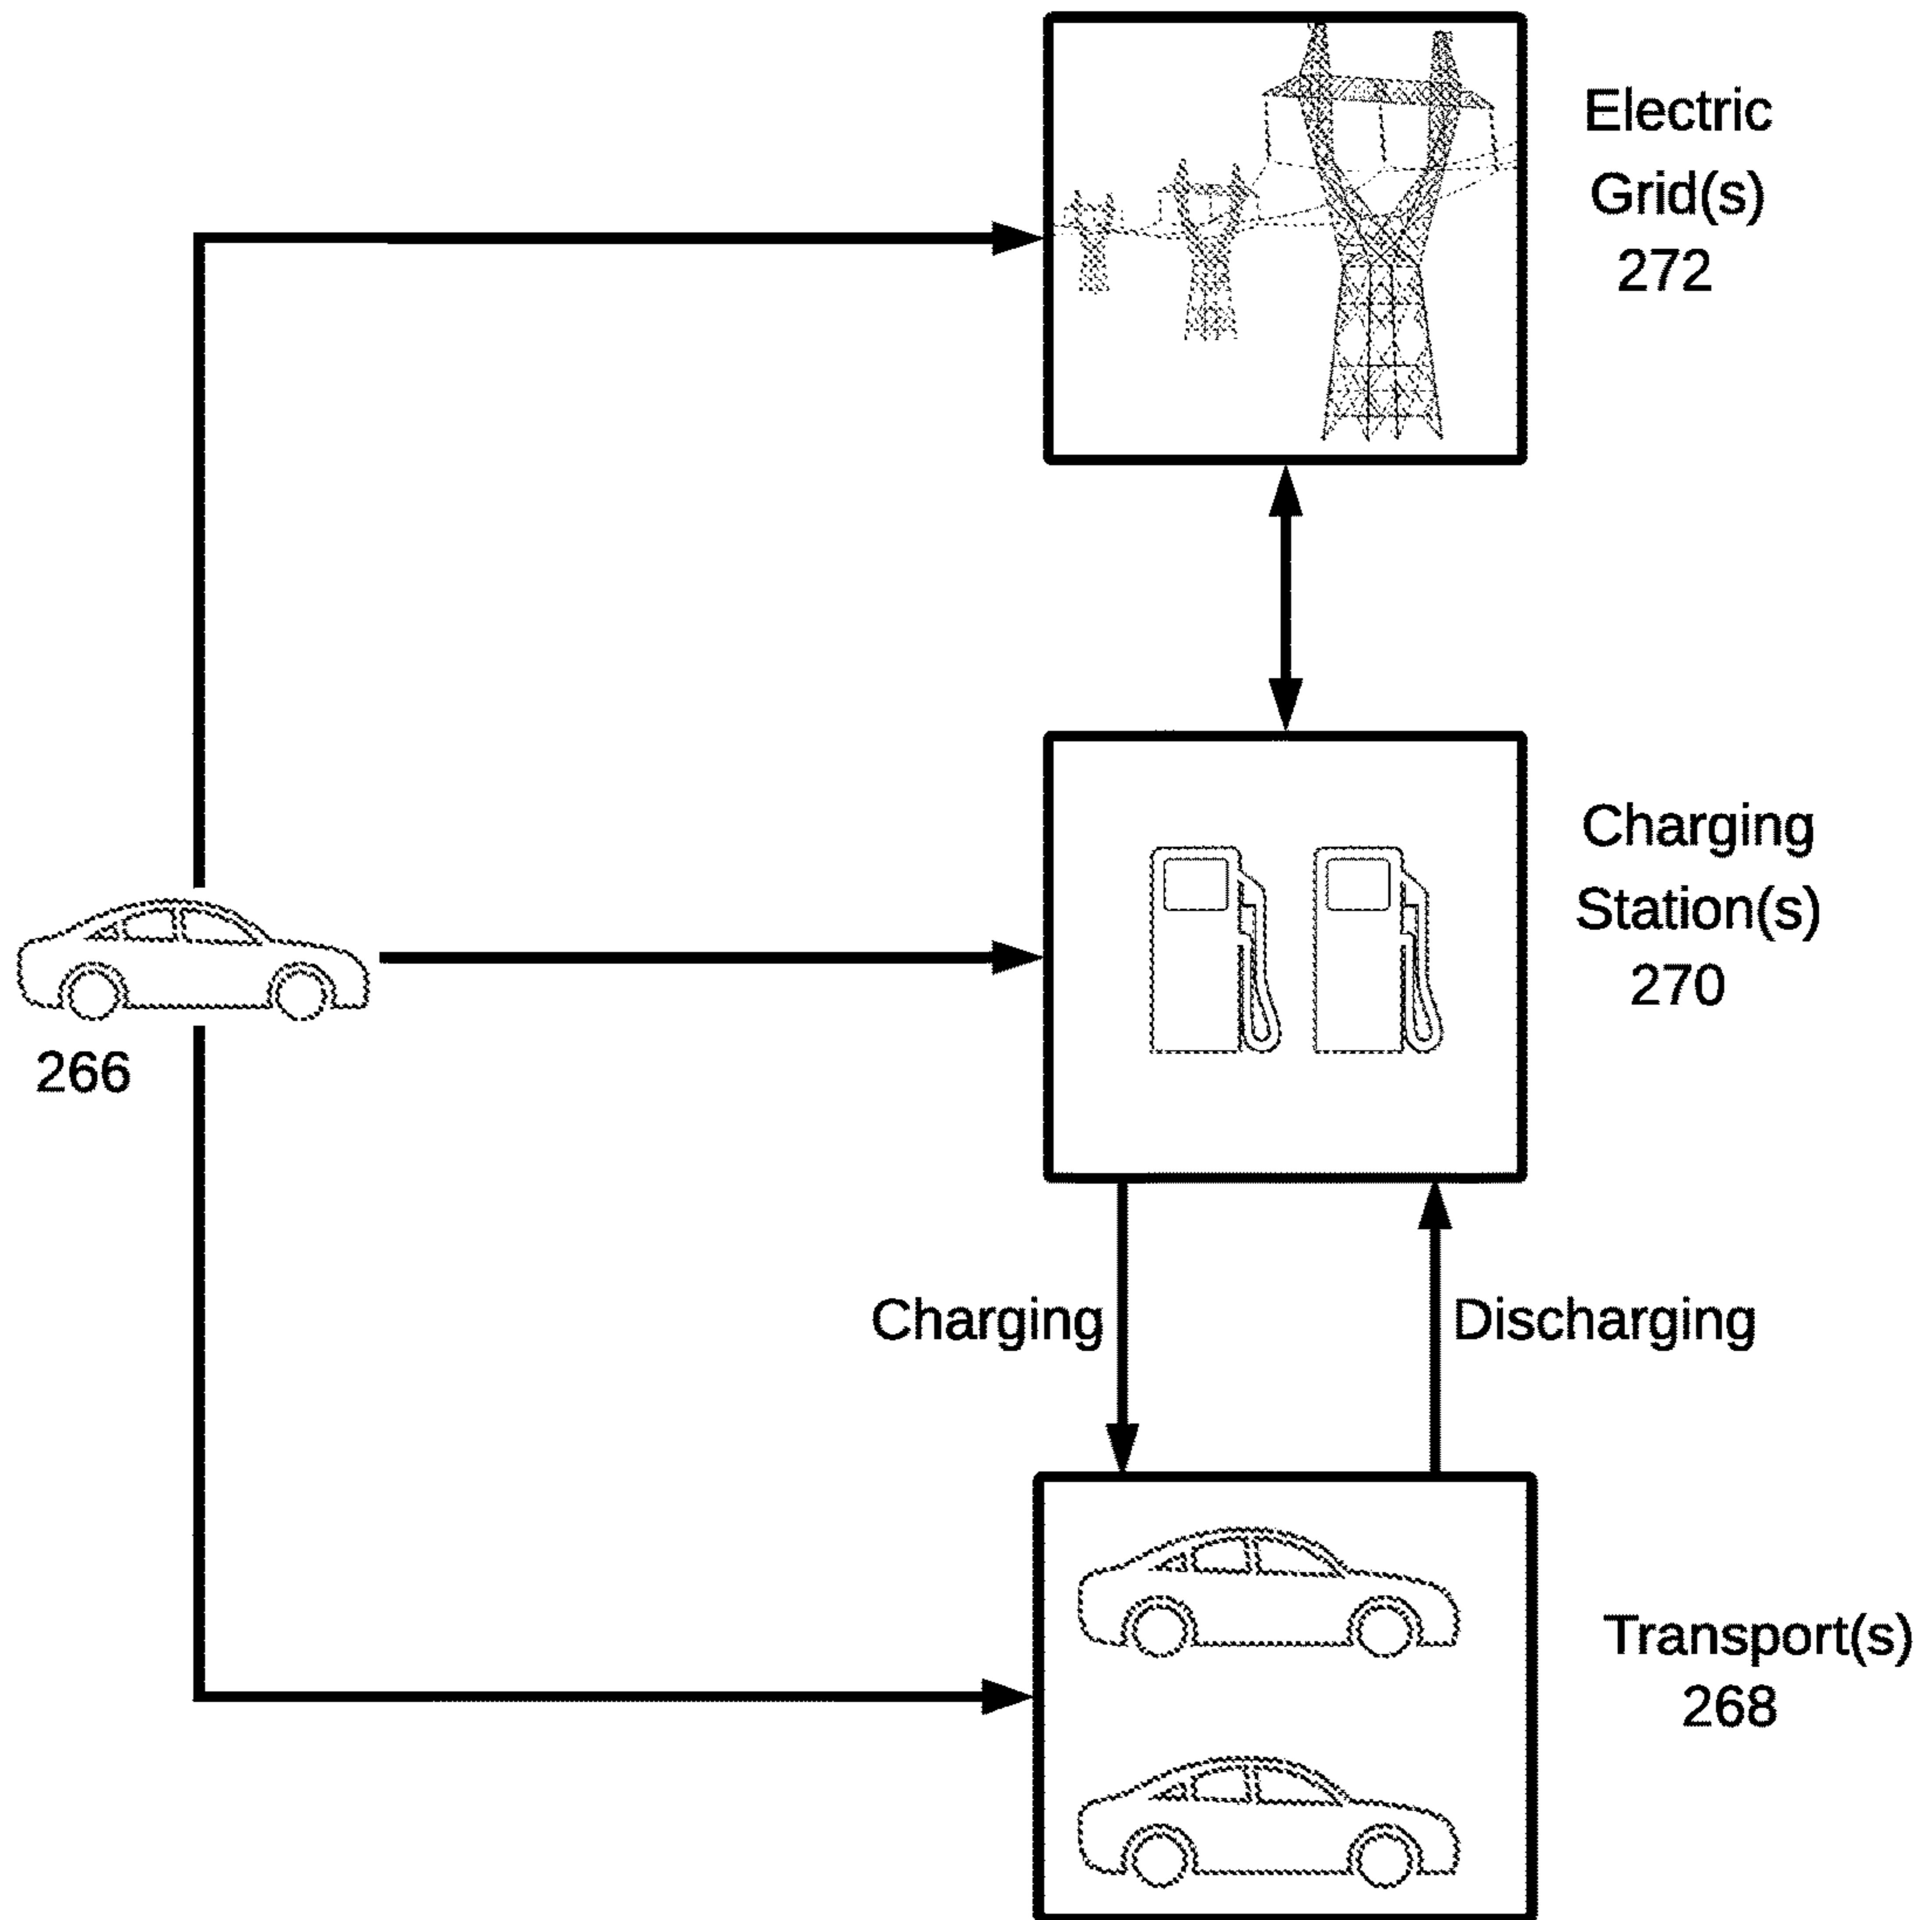 Electric
Grid(s)
272
Charging
Station(s)
270
266
Charging
Discharging
Transport(s)
268